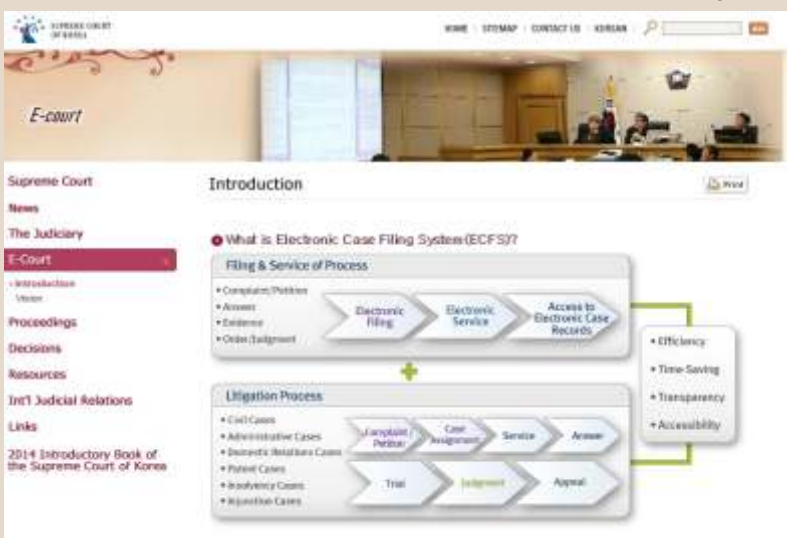 SUPREME COURT
OF KOREA
HOME SITEMAP CONTACT US KOREAN
E-court
Supreme Court
News
The Judiciary
E-Court
Introduction
Vision
Proceedings
Decisions
Resources
Int'l Judicial Relations
Links
2014 Introductory Book of
the Supreme Court of Korea
Introduction
Print
What is Electronic Case Filing System(ECFS)?
Filing & Service of Process
• Complaint/Petition
• Answer
• Evidence
• Order/Judgment
Electronic
Filing
Electronic
Service
Access to
Electronic Case
Records
Litigation Process
• Civil Cases
• Administrative Cases
• Domestic Relations Cases
• Patent Cases
• Insolvency Cases
• Injunction Cases
Complaint/
Petition
Case
Assignment
Service
Answer
Trial
Judgment
Appeal
• Efficiency
• Time-Saving
• Transparency
• Accessibility